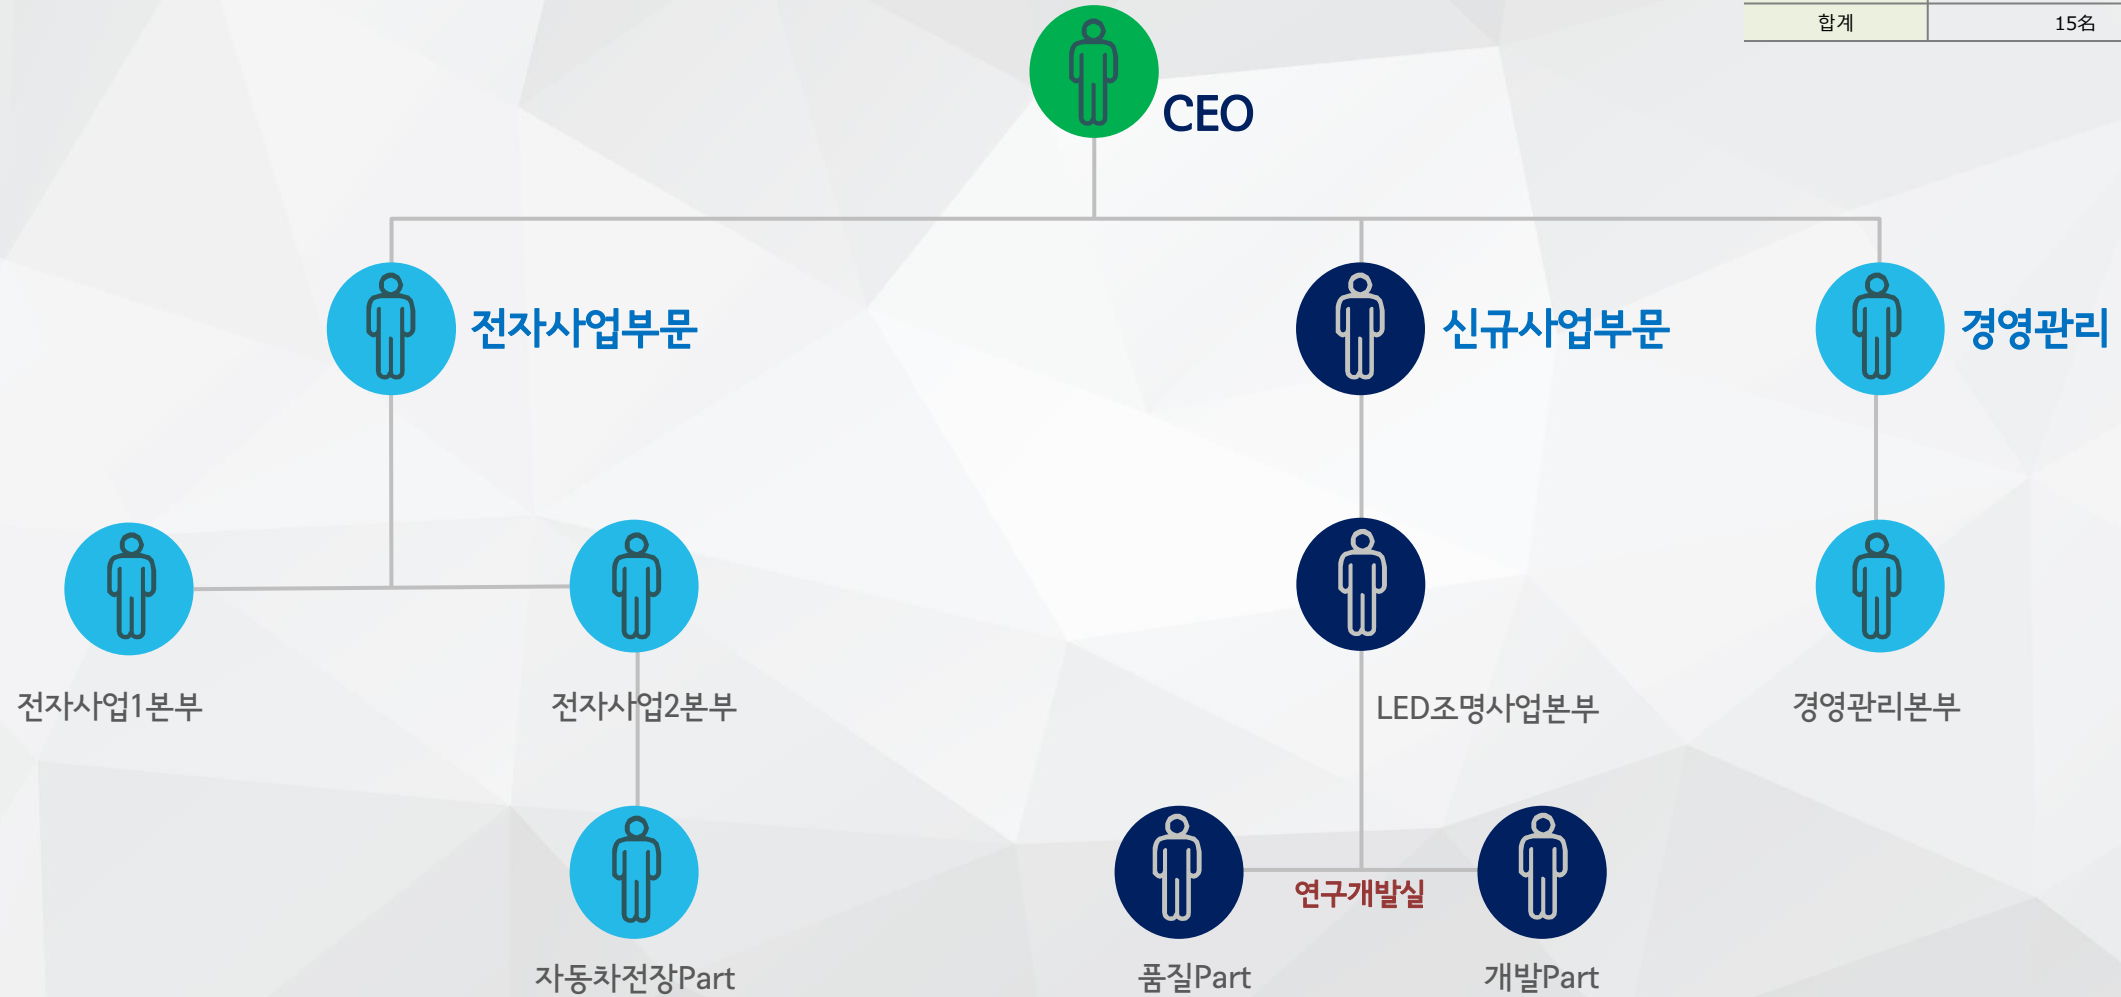 합계 15名
CEO
전자사업부문 신규사업부문 경영관리
전자사업1본부 전자사업2본부 LED조명사업본부 경영관리본부
연구개발실
자동차전장Part 품질Part 개발Part